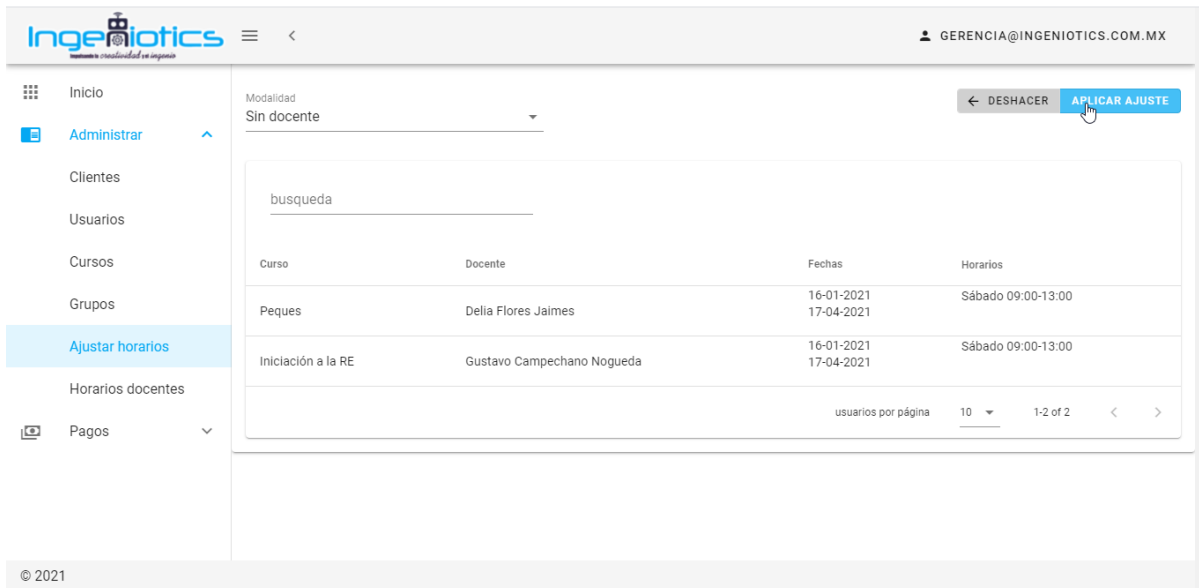 Ingeniotics
creatividad en ingenio
GERENCIA@INGENIOTICS.COM.MX
Inicio
Administrar
Clientes
Usuarios
Cursos
Grupos
Ajustar horarios
Horarios docentes
Pagos
Modalidad
Sin docente
DESHACER
APLICAR AJUSTE
busqueda
Curso Docente Fechas Horarios
Peques Delia Flores Jaimes 16-01-2021 Sábado 09:00-13:00
17-04-2021
Iniciación a la RE Gustavo Campechano Nogueda 16-01-2021 Sábado 09:00-13:00
17-04-2021
usuarios por página 10 1-2 of 2
© 2021